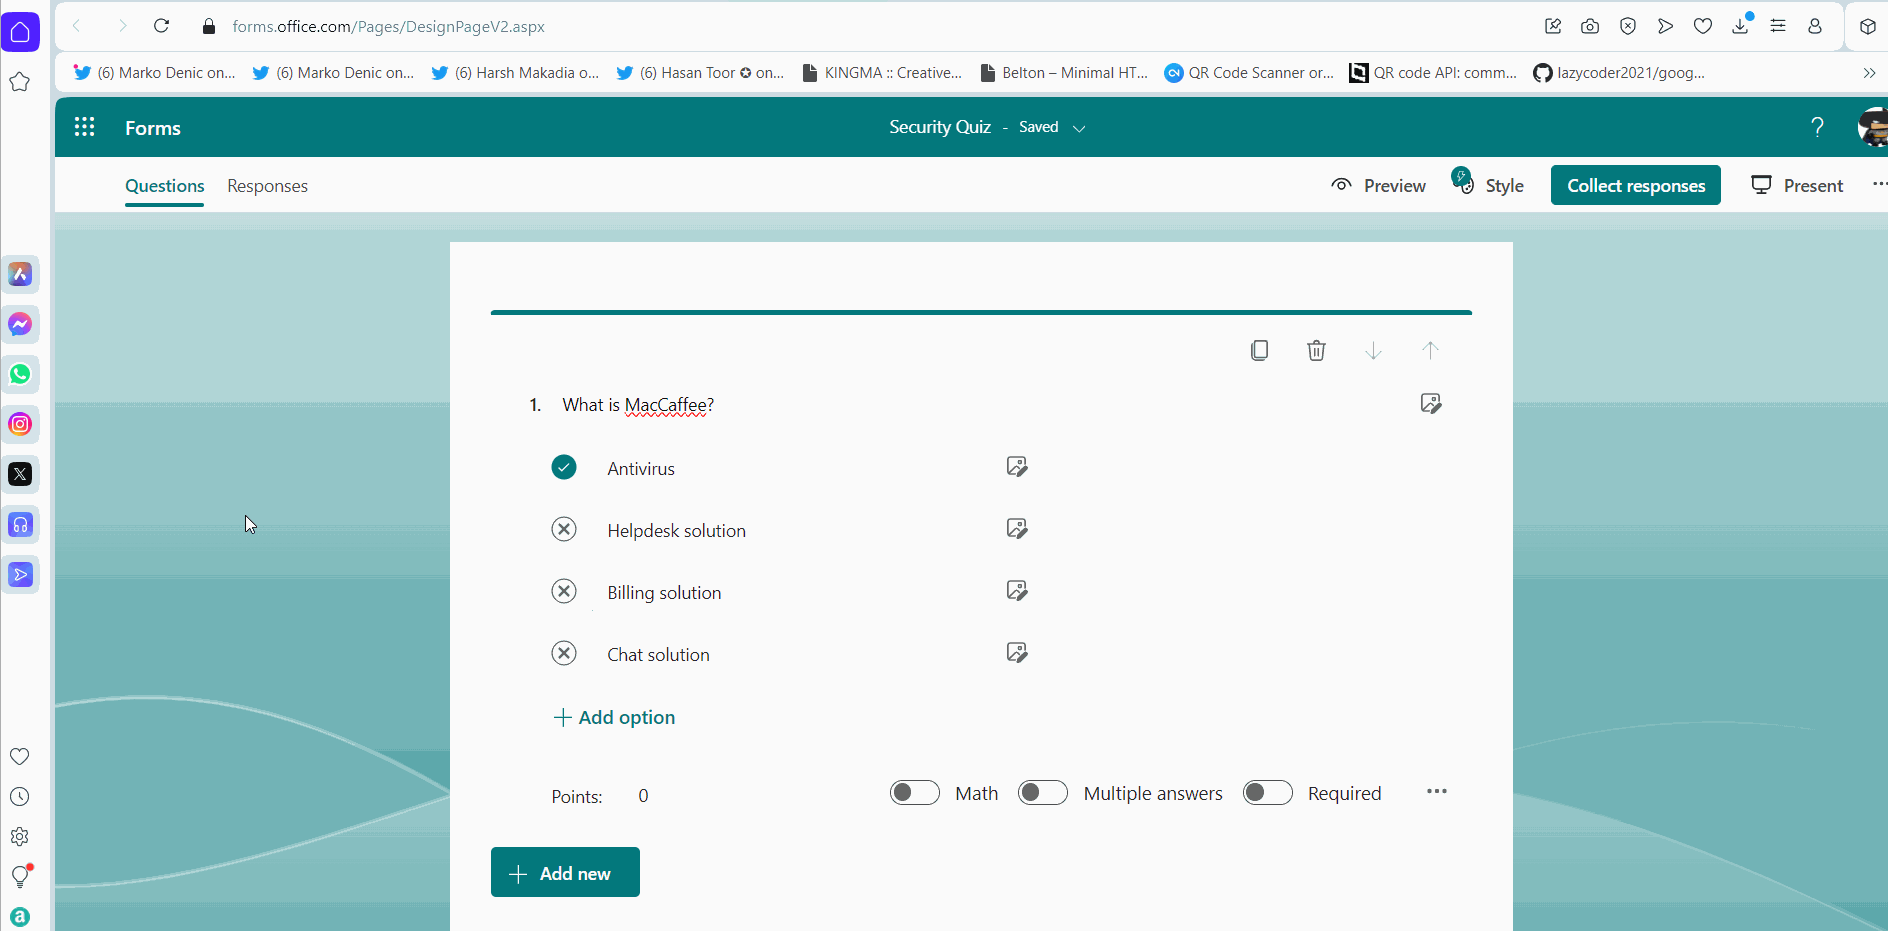 forms.office.com/Pages/DesignPageV2.aspx
(6) Marko Denic on... (6) Marko Denic on... (6) Harsh Makadia o... (6) Hasan Toor ✪ on... KINGMA :: Creative... Belton – Minimal HT... QR Code Scanner or... QR code API: comm... lazycoder2021/goog...
Forms
Security Quiz - Saved
?
Questions Responses
Preview Style Collect responses Present
1. What is MacCaffee?
Antivirus
Helpdesk solution
Billing solution
Chat solution
+ Add option
Points: 0 Math Multiple answers Required
+ Add new